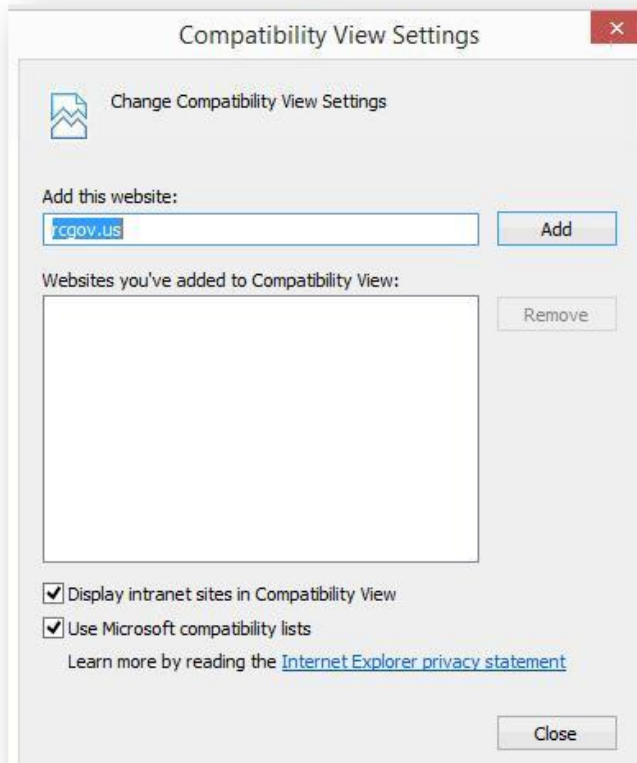 Compatibility View Settings
Change Compatibility View Settings
Add this website:
rcgov.us
Add
Websites you've added to Compatibility View:
Remove
Display intranet sites in Compatibility View
Use Microsoft compatibility lists
Learn more by reading the Internet Explorer privacy statement
Close